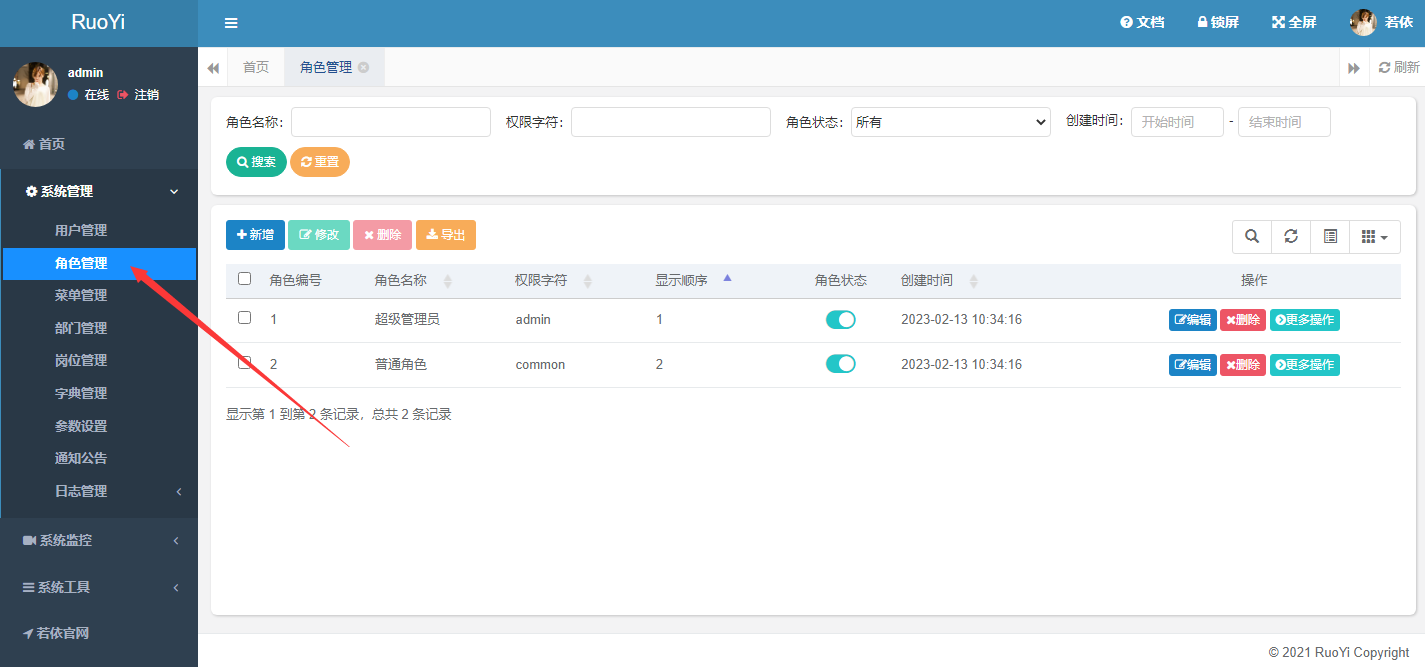 RuoYi
文档 锁屏 全屏 若依
admin
在线 注销
首页 角色管理 刷新
首页
系统管理
用户管理
角色管理
菜单管理
部门管理
岗位管理
字典管理
参数设置
通知公告
日志管理
系统监控
系统工具
若依官网
角色名称： 权限字符： 角色状态： 所有 创建时间： 开始时间 - 结束时间
搜索 重置
新增 修改 删除 导出
角色编号 角色名称 权限字符 显示顺序 角色状态 创建时间 操作
1 超级管理员 admin 1 2023-02-13 10:34:16 编辑 删除 更多操作
2 普通角色 common 2 2023-02-13 10:34:16 编辑 删除 更多操作
显示第 1 到第 2 条记录，总共 2 条记录
© 2021 RuoYi Copyright